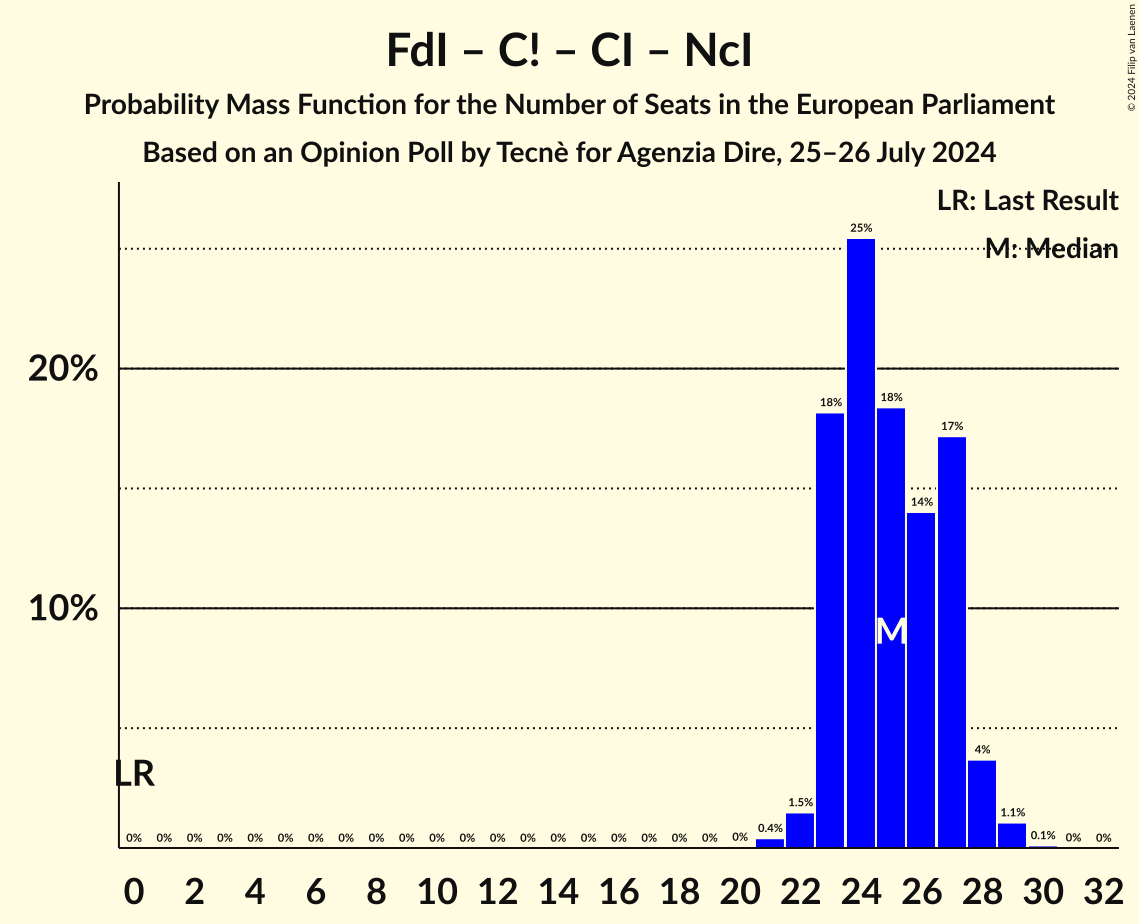 FdI – C! – CI – NcI
Probability Mass Function for the Number of Seats in the European Parliament
Based on an Opinion Poll by Tecnè for Agenzia Dire, 25–26 July 2024
© 2024 Filip van Laenen
LR: Last Result
M: Median
20%
10%
25%
18%
18%
17%
14%
M
4%
LR
1.5%
1.1%
0.4%
0.1%
0% 0% 0% 0% 0% 0% 0% 0% 0% 0% 0% 0% 0% 0% 0% 0% 0% 0% 0% 0% 0% 0% 0%
0 2 4 6 8 10 12 14 16 18 20 22 24 26 28 30 32